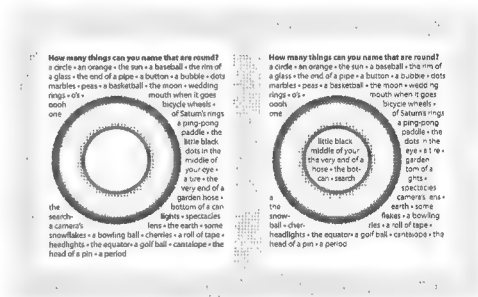 How many things can you name that are round?
a circle • an orange • the sun • a baseball • the rim of
a glass • the end of a pipe • a button • a bubble • dots
marbles • peas • a basketball • the moon • wedding
rings • o's • mouth when it goes
oooh bicycle wheels •
one of Saturn's rings
a ping-pong
paddle • the
little black
dots in the
middle of
your eye •
a tire • the
very end of a
garden hose •
the bottom of a can
search- lights • spectacles
a camera's lens • the earth • some
snowflakes • a bowling ball • cherries • a roll of tape •
headlights • the equator • a golf ball • cantalope • the
head of a pin • a period
How many things can you name that are round?
a circle • an orange • the sun • a baseball • the rim of
a glass • the end of a pipe • a button • a bubble • dots
marbles • peas • a basketball • the moon • wedding
rings • o's • mouth when it goes
oooh bicycle wheels •
one of Saturn's rings
a ping-pong
paddle • the
little black dots in the
middle of your eye • a tire •
the very end of a garden
hose • the bot- tom of a
can • search ghts •
spectacles
a camera's lens •
the earth • some
snow- flakes • a bowling
ball • cher- ries • a roll of tape •
headlights • the equator • a golf ball • cantalope • the
head of a pin • a period